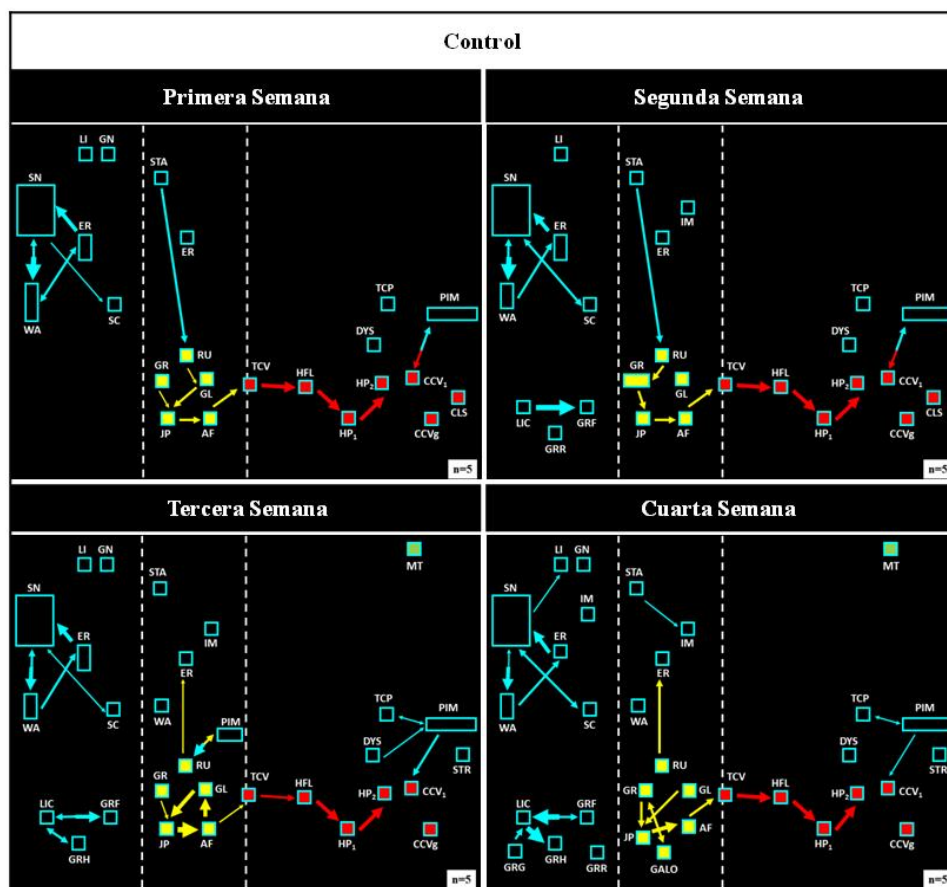 Control
Primera Semana
LI GN
SN
ER
WA
SC
STA
ER
RU
GR
GL
JP
AF
TCV
HFL
HP₁
HP₂
TCP
DYS
PIM
CCV₁
CLS
CCVg
n=5
Segunda Semana
LI
SN
ER
WA
SC
LIC
GRF
GRR
STA
IM
ER
RU
GR
GL
JP
AF
TCV
HFL
HP₁
HP₂
TCP
DYS
PIM
CCV₁
CLS
CCVg
n=5
Tercera Semana
LI GN
SN
ER
WA
SC
LIC
GRF
GRH
STA
IM
ER
WA
PIM
RU
GR
GL
JP
AF
TCV
HFL
HP₁
HP₂
MT
TCP
PIM
DYS
STR
CCV₁
CCVg
n=5
Cuarta Semana
LI GN
SN
IM
ER
WA
SC
LIC
GRF
GRG
GRH
GRR
STA
IM
ER
WA
RU
GR
GL
JP
AF
GALO
TCV
HFL
HP₁
HP₂
MT
TCP
PIM
DYS
STR
CCV₁
CCVg
n=5